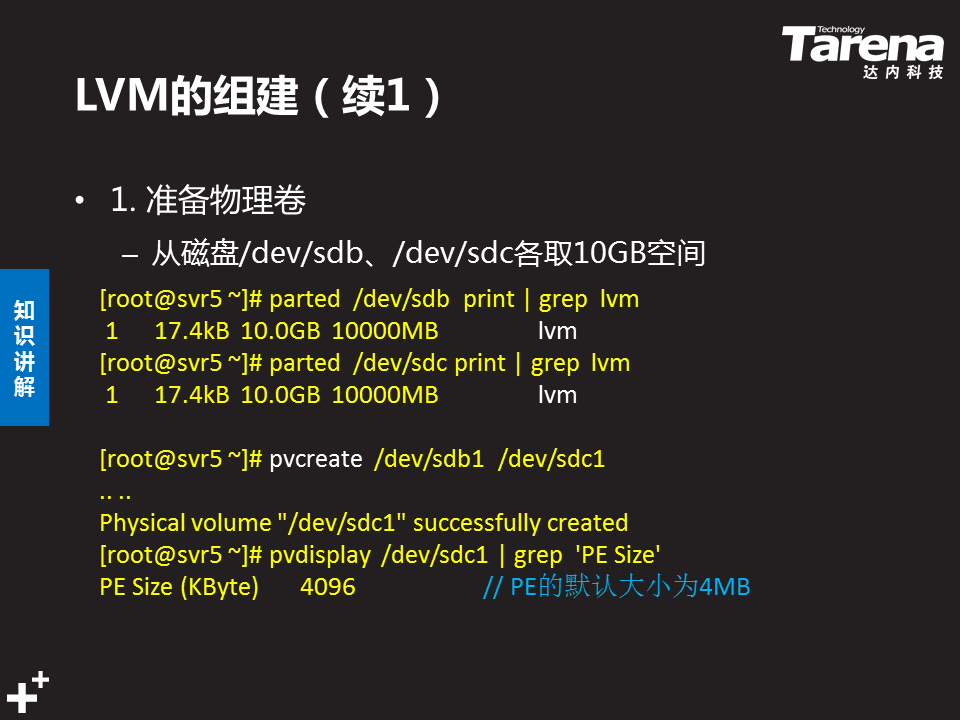 Technology
Tarena
达内科技
LVM的组建（续1）
• 1. 准备物理卷
– 从磁盘/dev/sdb、/dev/sdc各取10GB空间
知识讲解
[root@svr5 ~]# parted /dev/sdb print | grep lvm
1 17.4kB 10.0GB 10000MB lvm
[root@svr5 ~]# parted /dev/sdc print | grep lvm
1 17.4kB 10.0GB 10000MB lvm
[root@svr5 ~]# pvcreate /dev/sdb1 /dev/sdc1
.. ..
Physical volume "/dev/sdc1" successfully created
[root@svr5 ~]# pvdisplay /dev/sdc1 | grep 'PE Size'
PE Size (KByte) 4096 // PE的默认大小为4MB